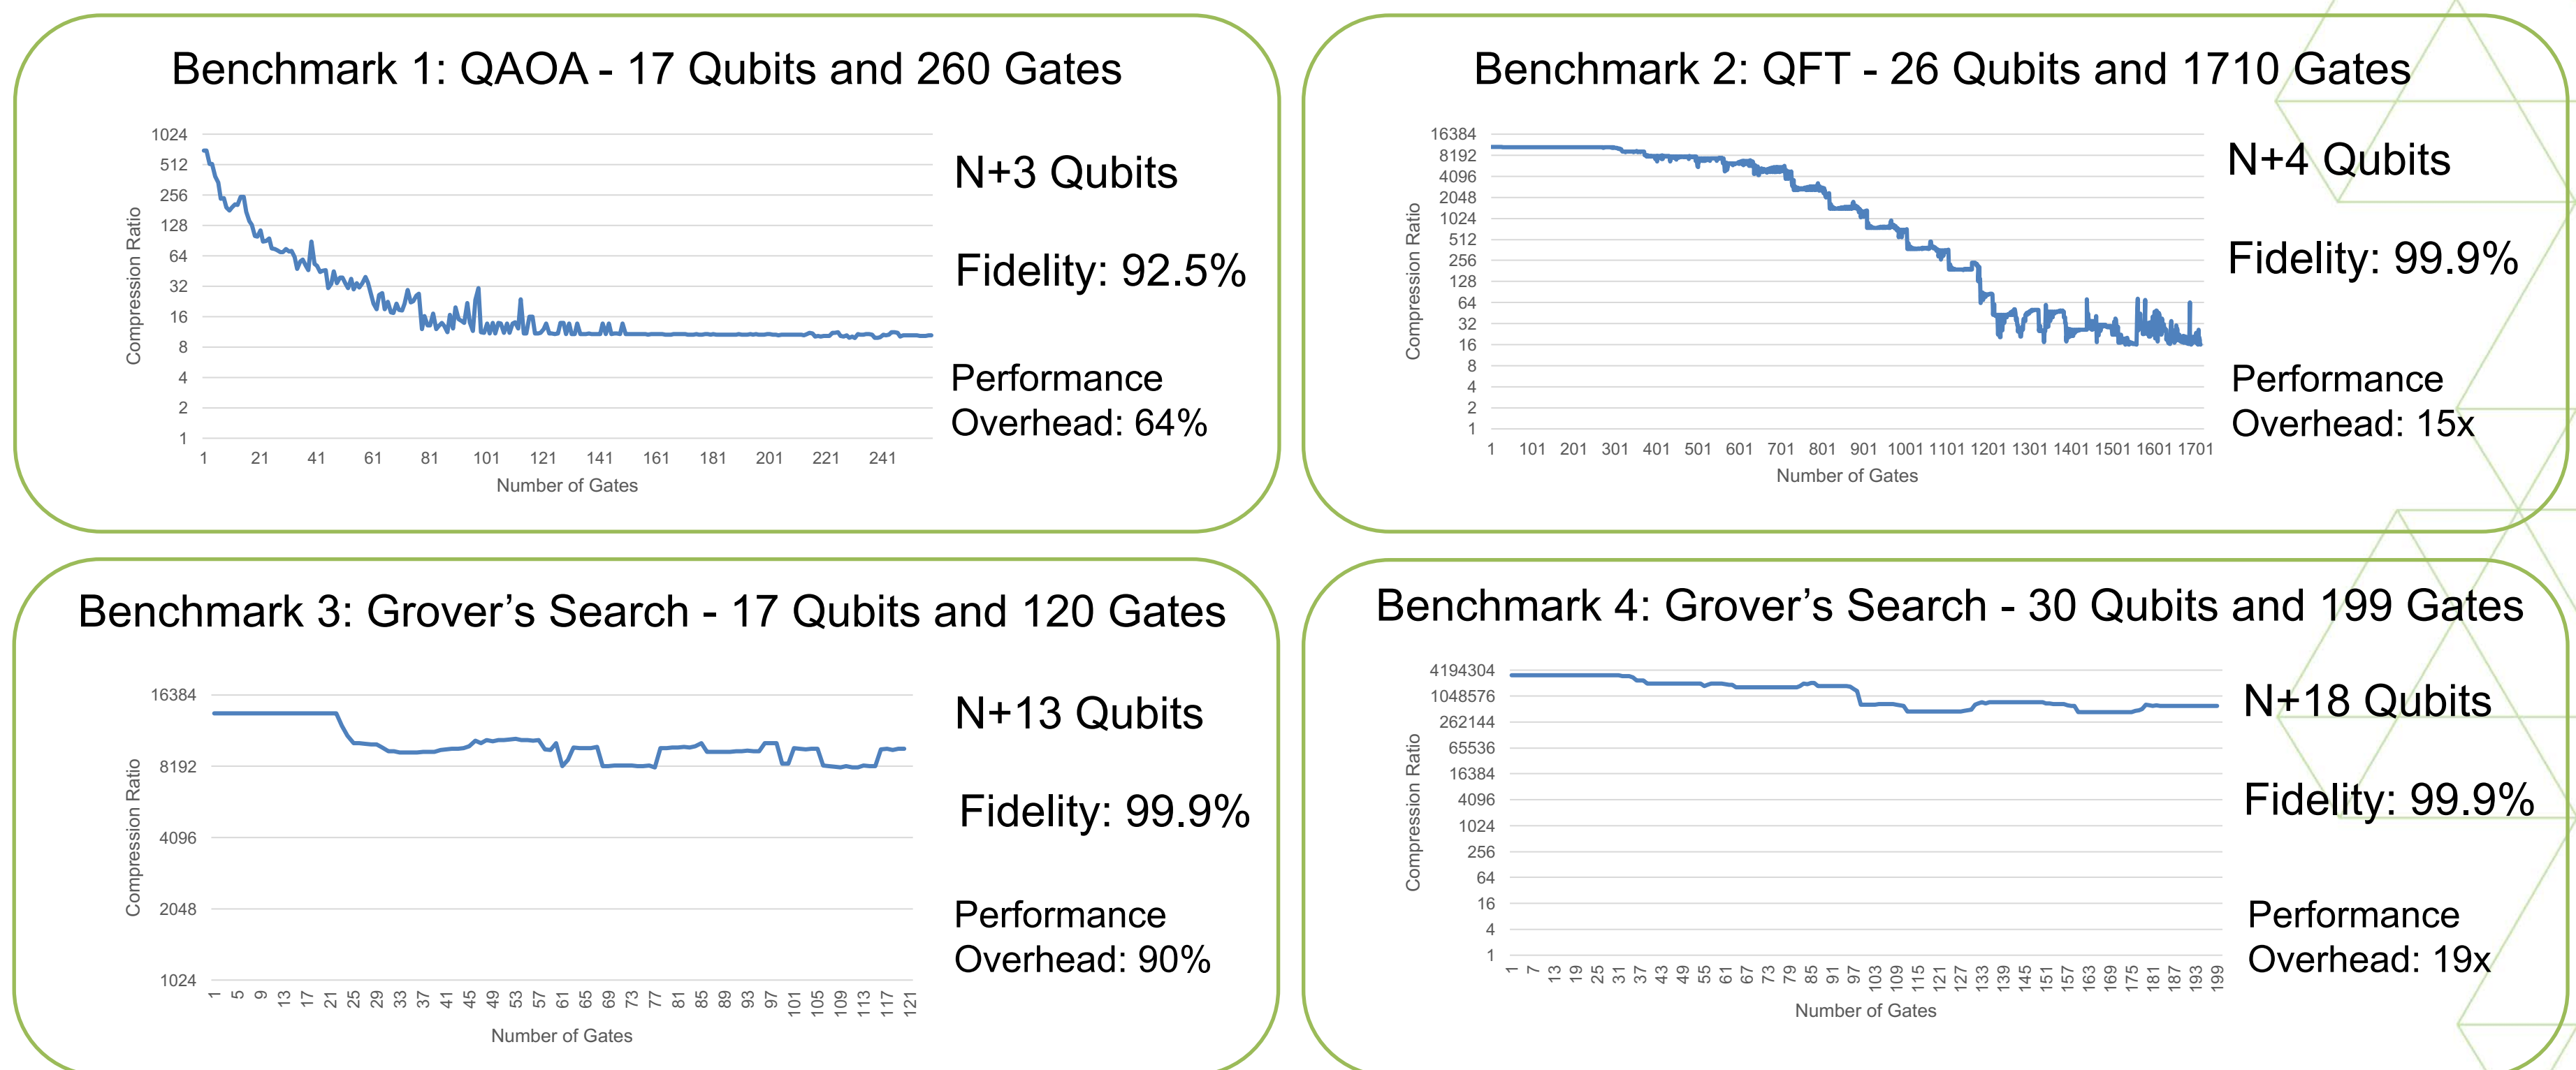 Benchmark 1: QAOA - 17 Qubits and 260 Gates
1024
512
256
128
64
32
16
8
4
2
1
Compression Ratio
1 21 41 61 81 101 121 141 161 181 201 221 241
Number of Gates
N+3 Qubits
Fidelity: 92.5%
Performance
Overhead: 64%
Benchmark 2: QFT - 26 Qubits and 1710 Gates
16384
8192
4096
2048
1024
512
256
128
64
32
16
8
4
2
1
Compression Ratio
1 101 201 301 401 501 601 701 801 901 1001 1101 1201 1301 1401 1501 1601 1701
Number of Gates
N+4 Qubits
Fidelity: 99.9%
Performance
Overhead: 15x
Benchmark 3: Grover’s Search - 17 Qubits and 120 Gates
16384
8192
4096
2048
1024
Compression Ratio
1 5 9 13 17 21 25 29 33 37 41 45 49 53 57 61 65 69 73 77 81 85 89 93 97 101 105 109 113 117 121
Number of Gates
N+13 Qubits
Fidelity: 99.9%
Performance
Overhead: 90%
Benchmark 4: Grover’s Search - 30 Qubits and 199 Gates
4194304
1048576
262144
65536
16384
4096
1024
256
64
16
4
1
Compression Ratio
1 7 13 19 25 31 37 43 49 55 61 67 73 79 85 91 97 103 109 115 121 127 133 139 145 151 157 163 169 175 181 187 193 199
Number of Gates
N+18 Qubits
Fidelity: 99.9%
Performance
Overhead: 19x